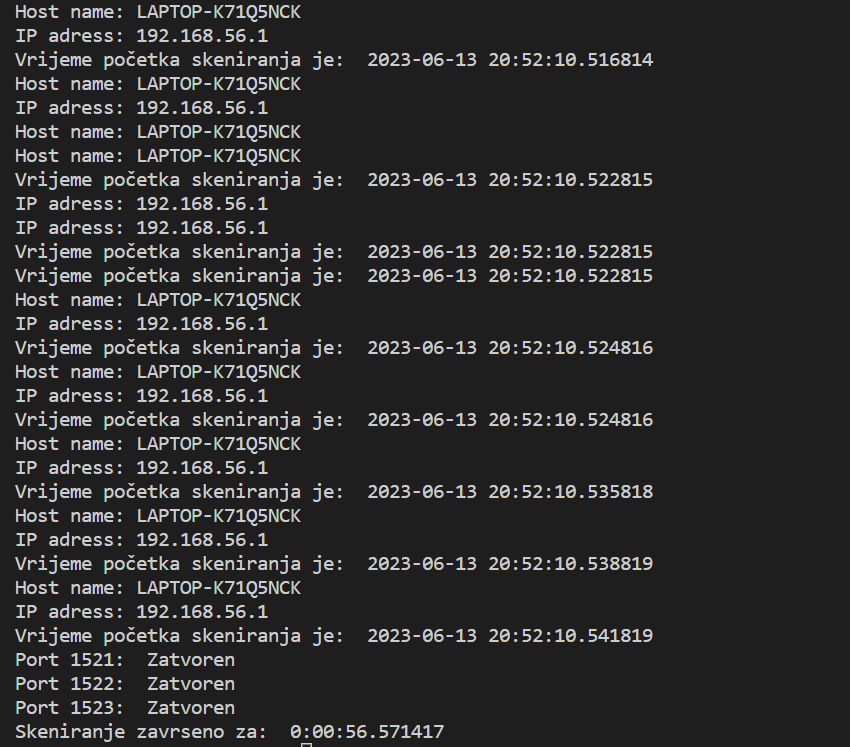 Host name: LAPTOP-K71Q5NCK
IP adress: 192.168.56.1
Vrijeme početka skeniranja je:  2023-06-13 20:52:10.516814
Host name: LAPTOP-K71Q5NCK
IP adress: 192.168.56.1
Host name: LAPTOP-K71Q5NCK
Host name: LAPTOP-K71Q5NCK
Vrijeme početka skeniranja je:  2023-06-13 20:52:10.522815
IP adress: 192.168.56.1
IP adress: 192.168.56.1
Vrijeme početka skeniranja je:  2023-06-13 20:52:10.522815
Vrijeme početka skeniranja je:  2023-06-13 20:52:10.522815
Host name: LAPTOP-K71Q5NCK
IP adress: 192.168.56.1
Vrijeme početka skeniranja je:  2023-06-13 20:52:10.524816
Host name: LAPTOP-K71Q5NCK
IP adress: 192.168.56.1
Vrijeme početka skeniranja je:  2023-06-13 20:52:10.524816
Host name: LAPTOP-K71Q5NCK
IP adress: 192.168.56.1
Vrijeme početka skeniranja je:  2023-06-13 20:52:10.535818
Host name: LAPTOP-K71Q5NCK
IP adress: 192.168.56.1
Vrijeme početka skeniranja je:  2023-06-13 20:52:10.538819
Host name: LAPTOP-K71Q5NCK
IP adress: 192.168.56.1
Vrijeme početka skeniranja je:  2023-06-13 20:52:10.541819
Port 1521:  Zatvoren
Port 1522:  Zatvoren
Port 1523:  Zatvoren
Skeniranje zavrseno za:  0:00:56.571417